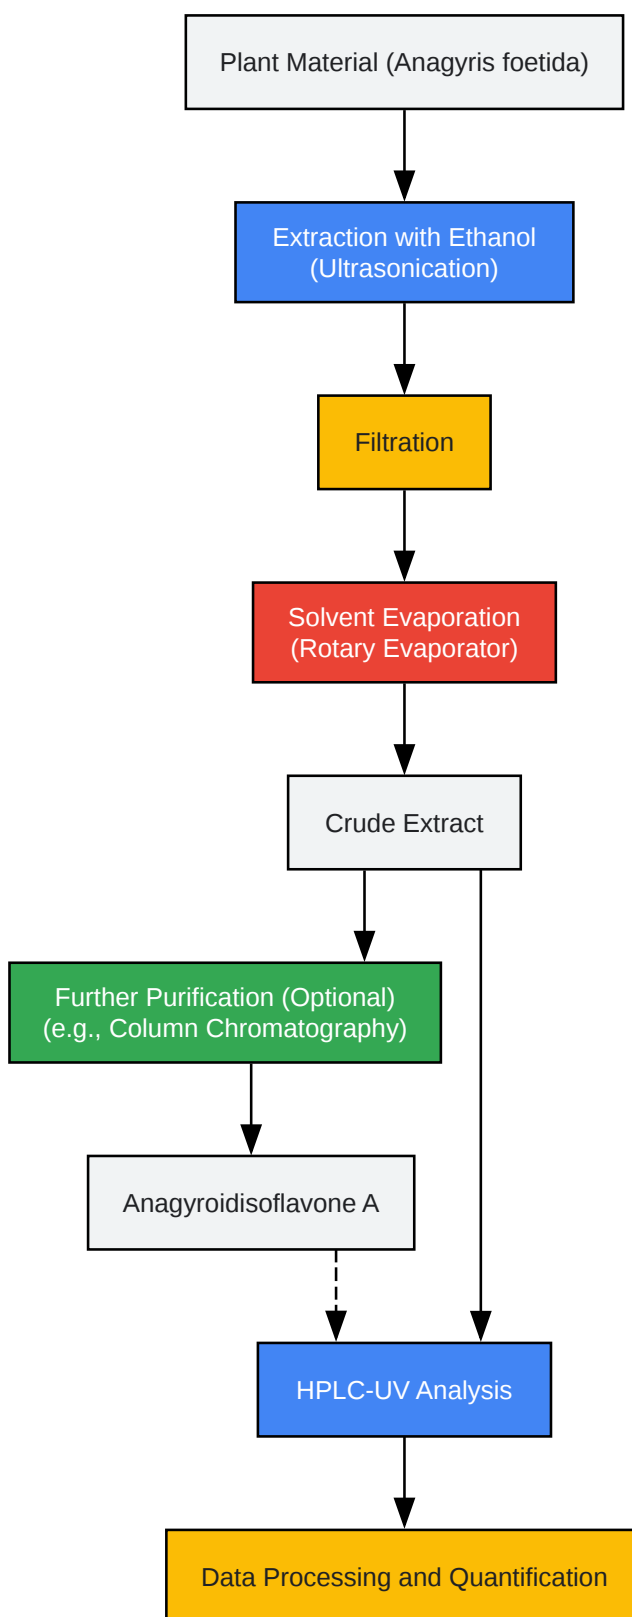 Plant Material (Anagyris foetida)
Extraction with Ethanol
(Ultrasonication)
Filtration
Solvent Evaporation
(Rotary Evaporator)
Crude Extract
Further Purification (Optional)
(e.g., Column Chromatography)
Anagyroidisoflavone A
HPLC-UV Analysis
Data Processing and Quantification